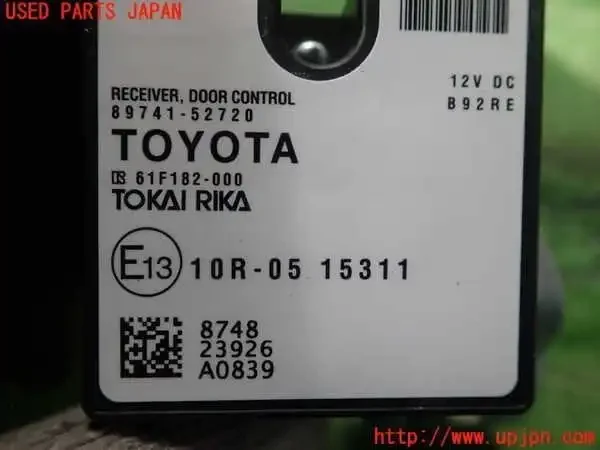 USED PARTS JAPAN
12V DC
B92RE
RECEIVER, DOOR CONTROL
89741-52720
TOYOTA
61F182-000
TOKAI RIKA
E13 10R-05 15311
8748
23926
A0839
http://www.upjpn.com